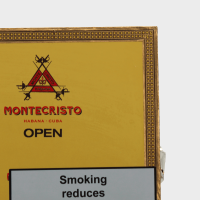 MONTECRISTO
HABANA · CUBA
OPEN
Smoking
reduces